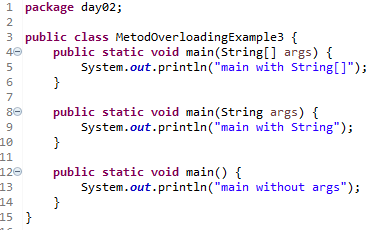 1 package day02;
2
3 public class MetodOverloadingExample3 {
4 public static void main(String[] args) {
5 System.out.println("main with String[]");
6 }
7
8 public static void main(String args) {
9 System.out.println("main with String");
10 }
11
12 public static void main() {
13 System.out.println("main without args");
14 }
15 }